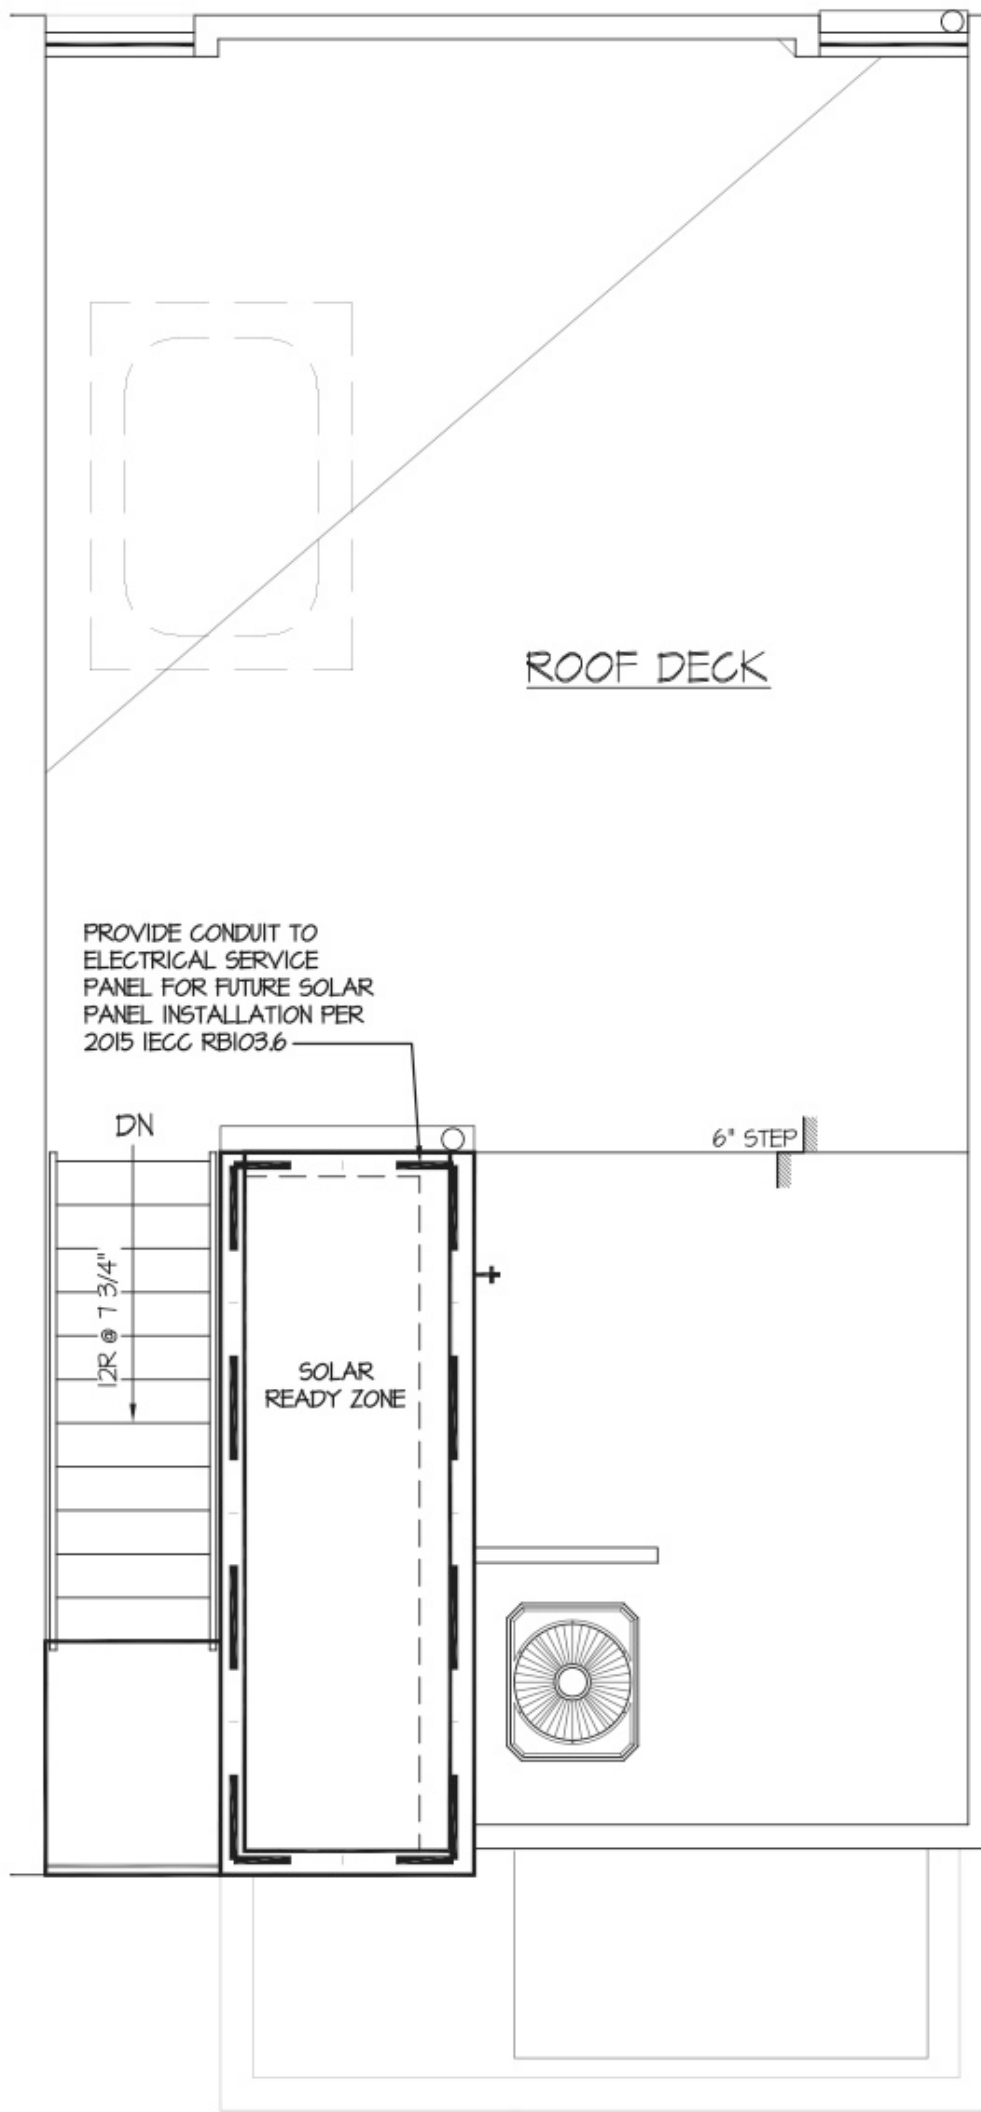 ROOF DECK
PROVIDE CONDUIT TO
ELECTRICAL SERVICE
PANEL FOR FUTURE SOLAR
PANEL INSTALLATION PER
2015 IECC RB103.6
DN
6" STEP
12R @ 7 3/4"
SOLAR
READY ZONE